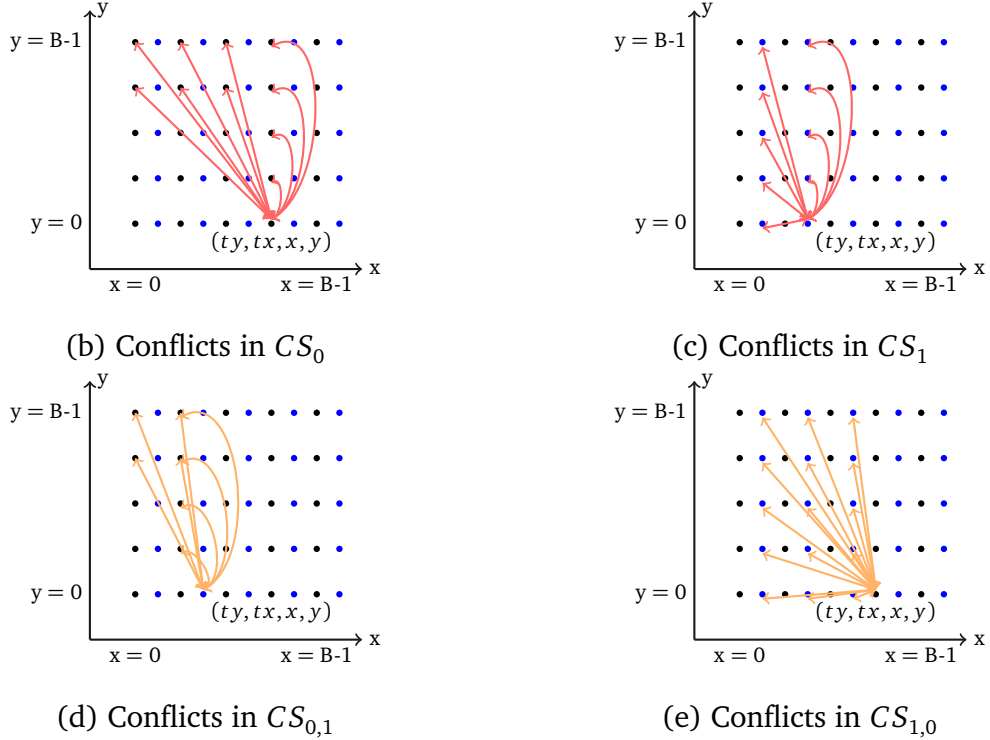 y
y = B-1
y = 0
(ty, tx, x, y)
x
x = 0
x = B-1
(b) Conflicts in CS₀
y
y = B-1
y = 0
(ty, tx, x, y)
x
x = 0
x = B-1
(c) Conflicts in CS₁
y
y = B-1
y = 0
(ty, tx, x, y)
x
x = 0
x = B-1
(d) Conflicts in CS₀,₁
y
y = B-1
y = 0
(ty, tx, x, y)
x
x = 0
x = B-1
(e) Conflicts in CS₁,₀